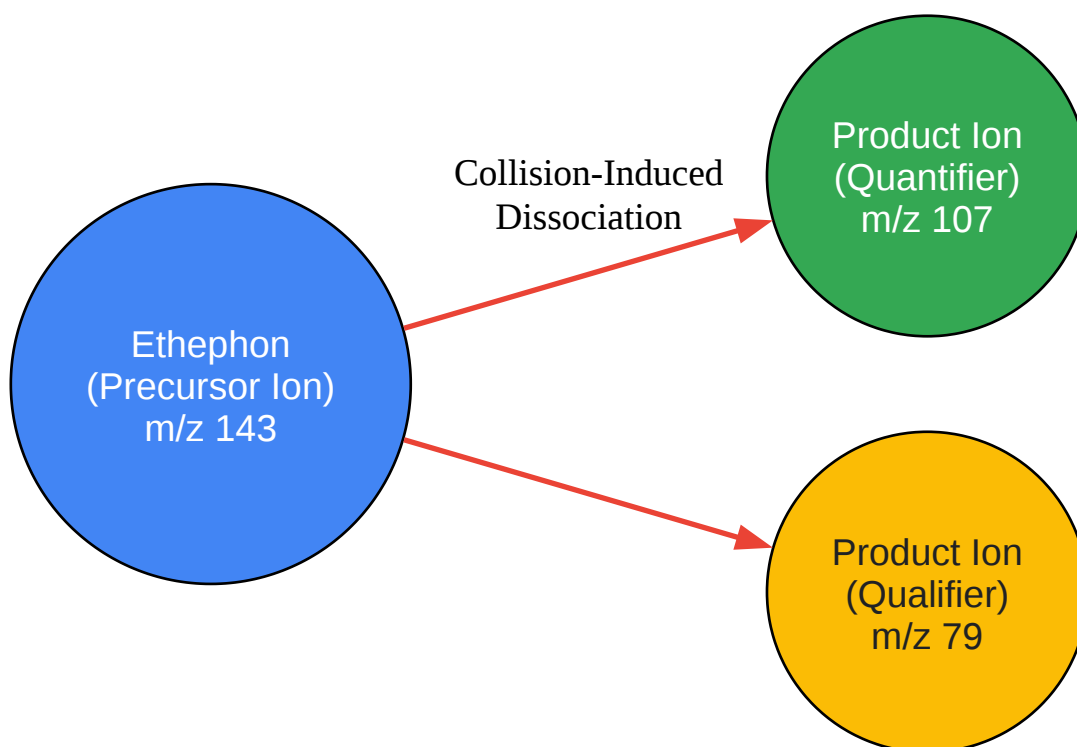 Ethephon
(Precursor Ion)
m/z 143
Collision-Induced
Dissociation
Product Ion
(Quantifier)
m/z 107
Product Ion
(Qualifier)
m/z 79